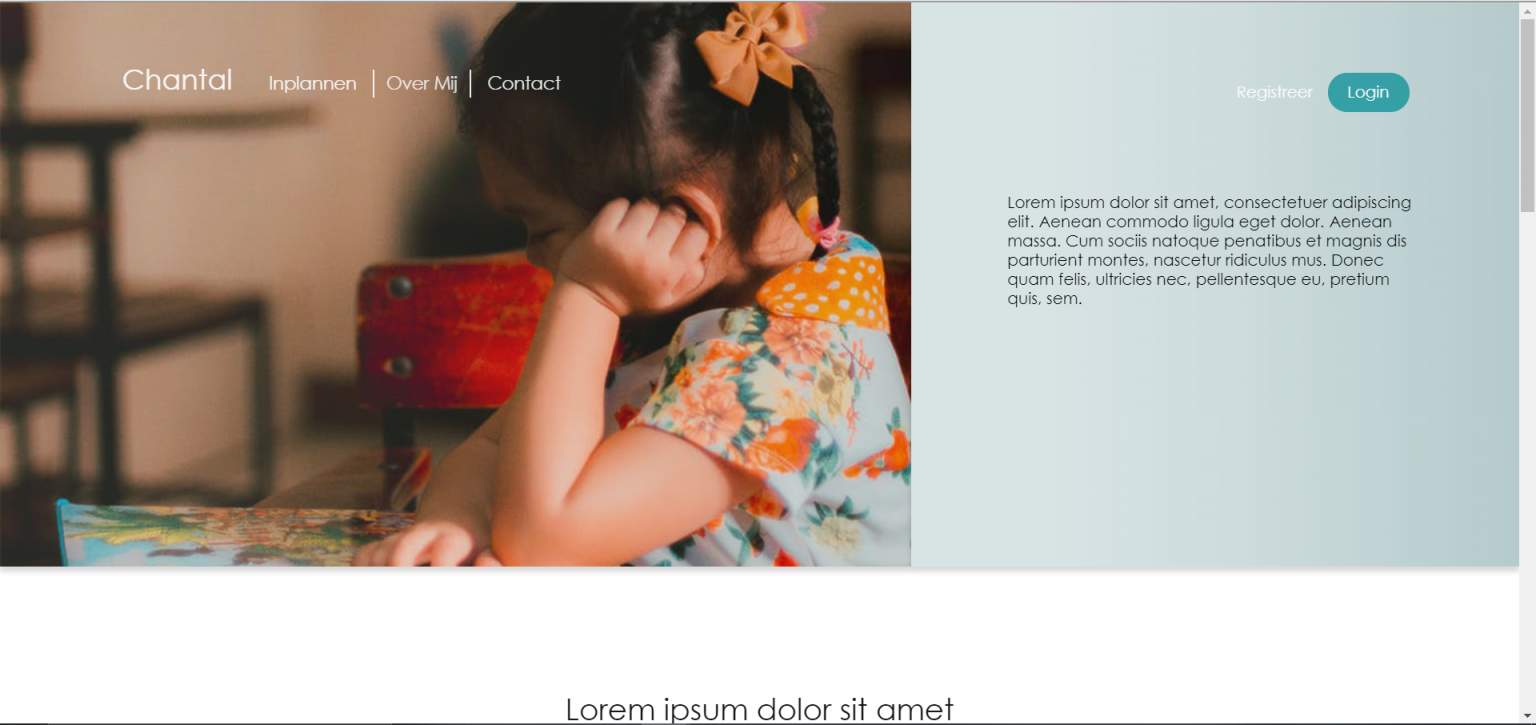 Chantal
Inplannen
Over Mij
Contact
Registreer
Login
Lorem ipsum dolor sit amet, consectetuer adipiscing
elit. Aenean commodo ligula eget dolor. Aenean
massa. Cum sociis natoque penatibus et magnis dis
parturient montes, nascetur ridiculus mus. Donec
quam felis, ultricies nec, pellentesque eu, pretium
quis, sem.
Lorem ipsum dolor sit amet